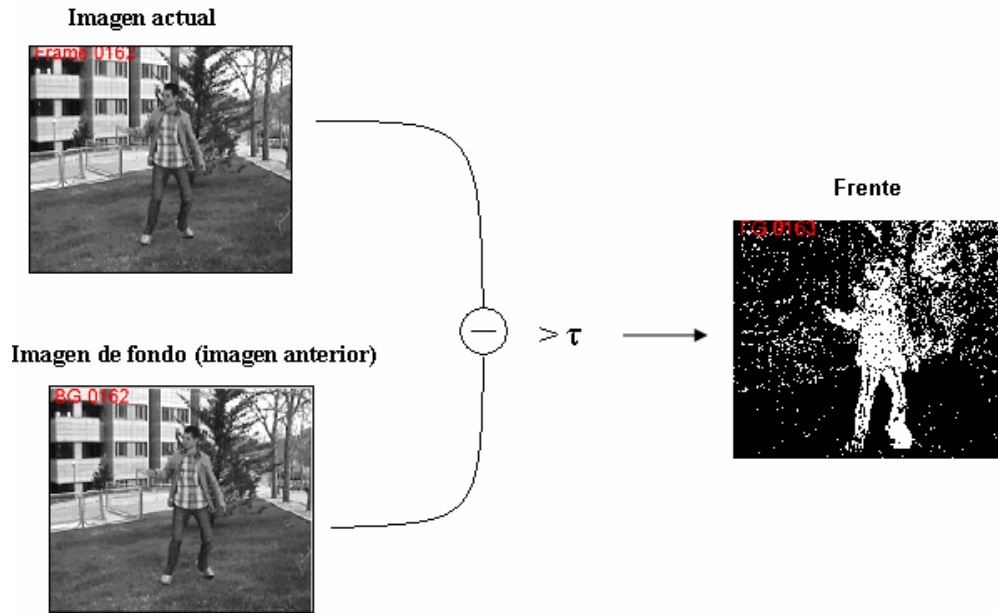 Imagen actual
Frame 0162
Frente
FG 0163
− > τ
Imagen de fondo (imagen anterior)
BG 0162